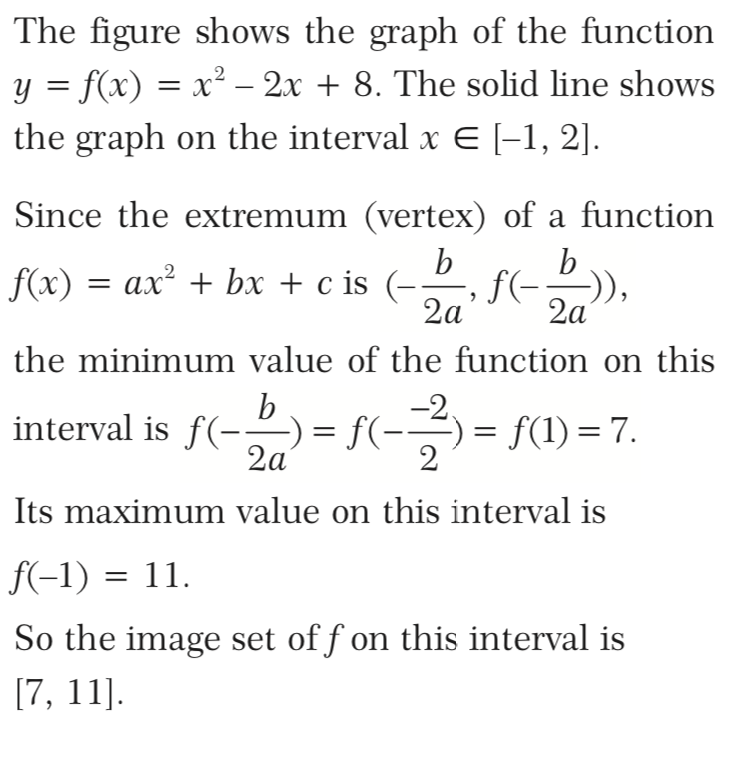 The figure shows the graph of the function
y = f(x) = x² – 2x + 8. The solid line shows
the graph on the interval x ∈ [–1, 2].
Since the extremum (vertex) of a function
f(x) = ax² + bx + c is (–b/2a, f(–b/2a)),
the minimum value of the function on this
interval is f(–b/2a) = f(––2/2) = f(1) = 7.
Its maximum value on this interval is
f(–1) = 11.
So the image set of f on this interval is
[7, 11].